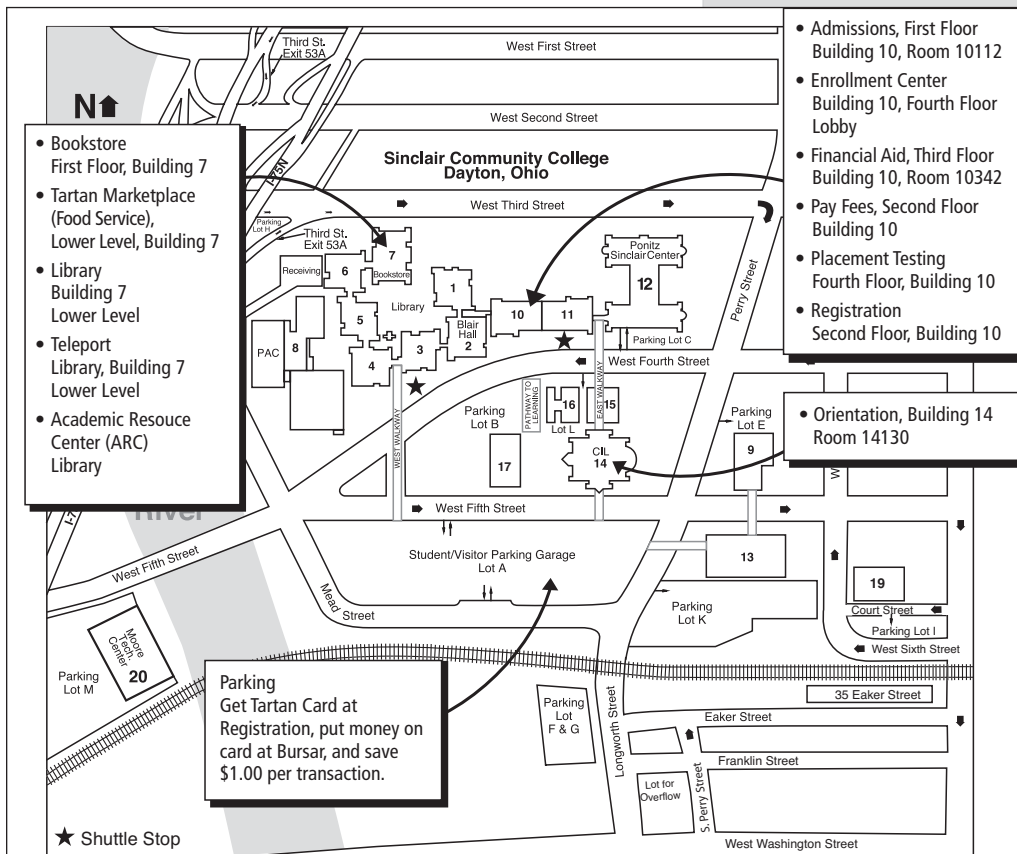 Third St.
Exit 53A
West First Street
N
West Second Street
I-75N
Sinclair Community College
Dayton, Ohio
West Third Street
• Bookstore
First Floor, Building 7
• Tartan Marketplace
(Food Service),
Lower Level, Building 7
• Library
Building 7
Lower Level
• Teleport
Library, Building 7
Lower Level
• Academic Resouce
Center (ARC)
Library
• Admissions, First Floor
Building 10, Room 10112
• Enrollment Center
Building 10, Fourth Floor
Lobby
• Financial Aid, Third Floor
Building 10, Room 10342
• Pay Fees, Second Floor
Building 10
• Placement Testing
Fourth Floor, Building 10
• Registration
Second Floor, Building 10
Parking
Lot H
Third St.
Exit 53A
Receiving
6
7
Bookstore
1
Library
5
3
Blair
Hall
2
10
11
Ponitz
Sinclair Center
12
Perry Street
PAC
8
4
Parking Lot C
West Fourth Street
WEST WALKWAY
PATHWAY TO
LEARNING
EAST WALKWAY
Parking
Lot B
16
Lot L
15
17
CIL
14
Parking
Lot E
9
W
• Orientation, Building 14
Room 14130
I-7
River
West Fifth Street
West Fifth Street
Student/Visitor Parking Garage
Lot A
13
19
Court Street
Parking Lot I
West Sixth Street
Mead Street
Parking
Lot K
Moore
Tech.
Center
20
Parking
Lot M
Parking
Get Tartan Card at
Registration, put money on
card at Bursar, and save
$1.00 per transaction.
Parking
Lot
F & G
Longworth Street
35 Eaker Street
Eaker Street
Franklin Street
Lot for
Overflow
S. Perry Street
West Washington Street
★ Shuttle Stop